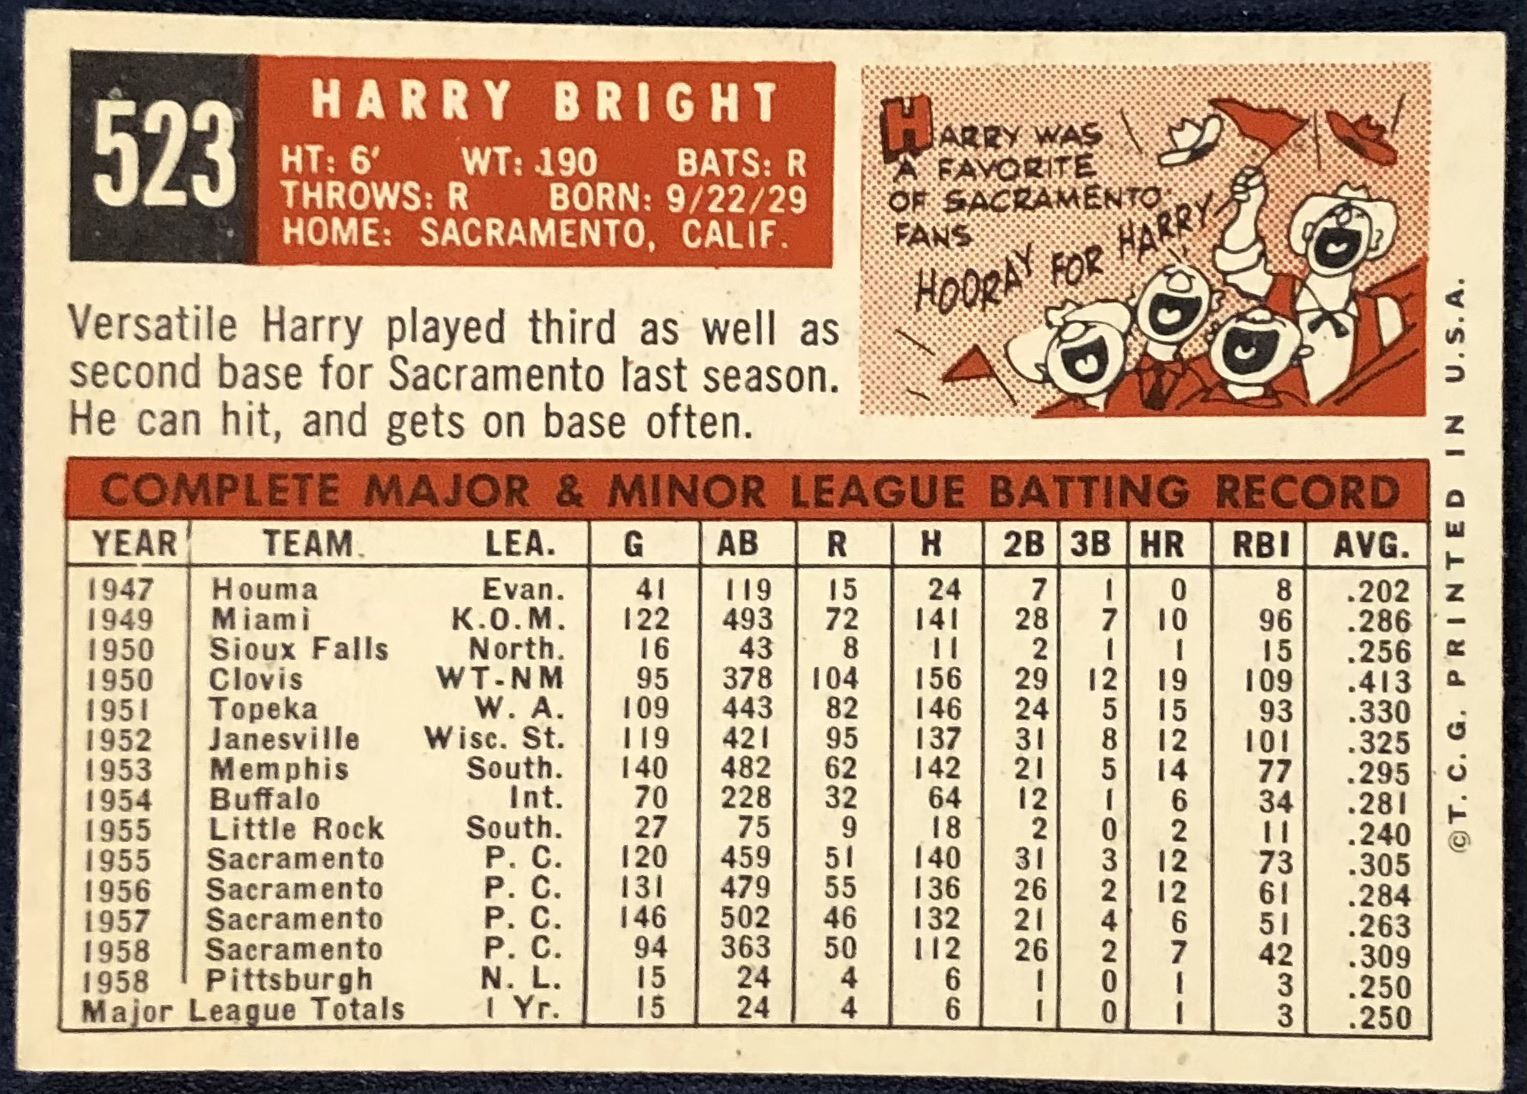 523
HARRY BRIGHT
HT: 6' WT: 190 BATS: R
THROWS: R BORN: 9/22/29
HOME: SACRAMENTO, CALIF.
HARRY WAS
A FAVORITE
OF SACRAMENTO
FANS
HOORAY FOR HARRY
Versatile Harry played third as well as
second base for Sacramento last season.
He can hit, and gets on base often.
COMPLETE MAJOR & MINOR LEAGUE BATTING RECORD
YEAR TEAM LEA. G AB R H 2B 3B HR RBI AVG.
1947 Houma Evan. 41 119 15 24 7 1 0 8 .202
1949 Miami K.O.M. 122 493 72 141 28 7 10 96 .286
1950 Sioux Falls North. 16 43 8 11 2 1 1 15 .256
1950 Clovis WT-NM 95 378 104 156 29 12 19 109 .413
1951 Topeka W. A. 109 443 82 146 24 5 15 93 .330
1952 Janesville Wisc. St. 119 421 95 137 31 8 12 101 .325
1953 Memphis South. 140 482 62 142 21 5 14 77 .295
1954 Buffalo Int. 70 228 32 64 12 1 6 34 .281
1955 Little Rock South. 27 75 9 18 2 0 2 11 .240
1955 Sacramento P. C. 120 459 51 140 31 3 12 73 .305
1956 Sacramento P. C. 131 479 55 136 26 2 12 61 .284
1957 Sacramento P. C. 146 502 46 132 21 4 6 51 .263
1958 Sacramento P. C. 94 363 50 112 26 2 7 42 .309
1958 Pittsburgh N. L. 15 24 4 6 1 0 1 3 .250
Major League Totals 1 Yr. 15 24 4 6 1 0 1 3 .250
©T.C.G. PRINTED IN U.S.A.